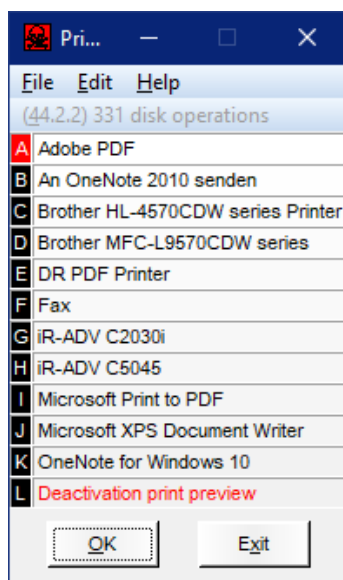 Pri...
File Edit Help
(44.2.2) 331 disk operations
A Adobe PDF
B An OneNote 2010 senden
C Brother HL-4570CDW series Printer
D Brother MFC-L9570CDW series
E DR PDF Printer
F Fax
G iR-ADV C2030i
H iR-ADV C5045
I Microsoft Print to PDF
J Microsoft XPS Document Writer
K OneNote for Windows 10
L Deactivation print preview
OK Exit